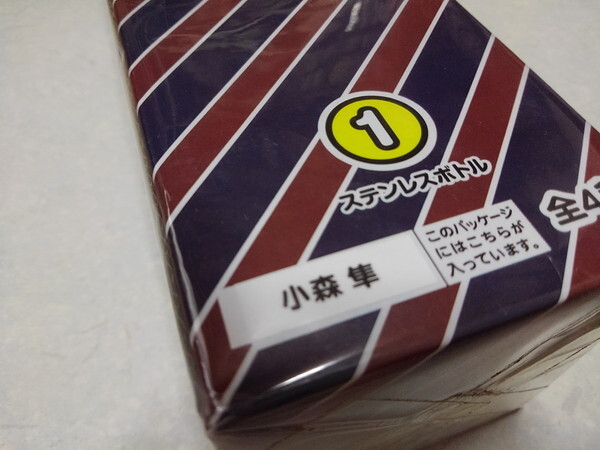 1
ステンレスボトル
全4
このパッケージ
にはこちらが
入っています。
小森 隼